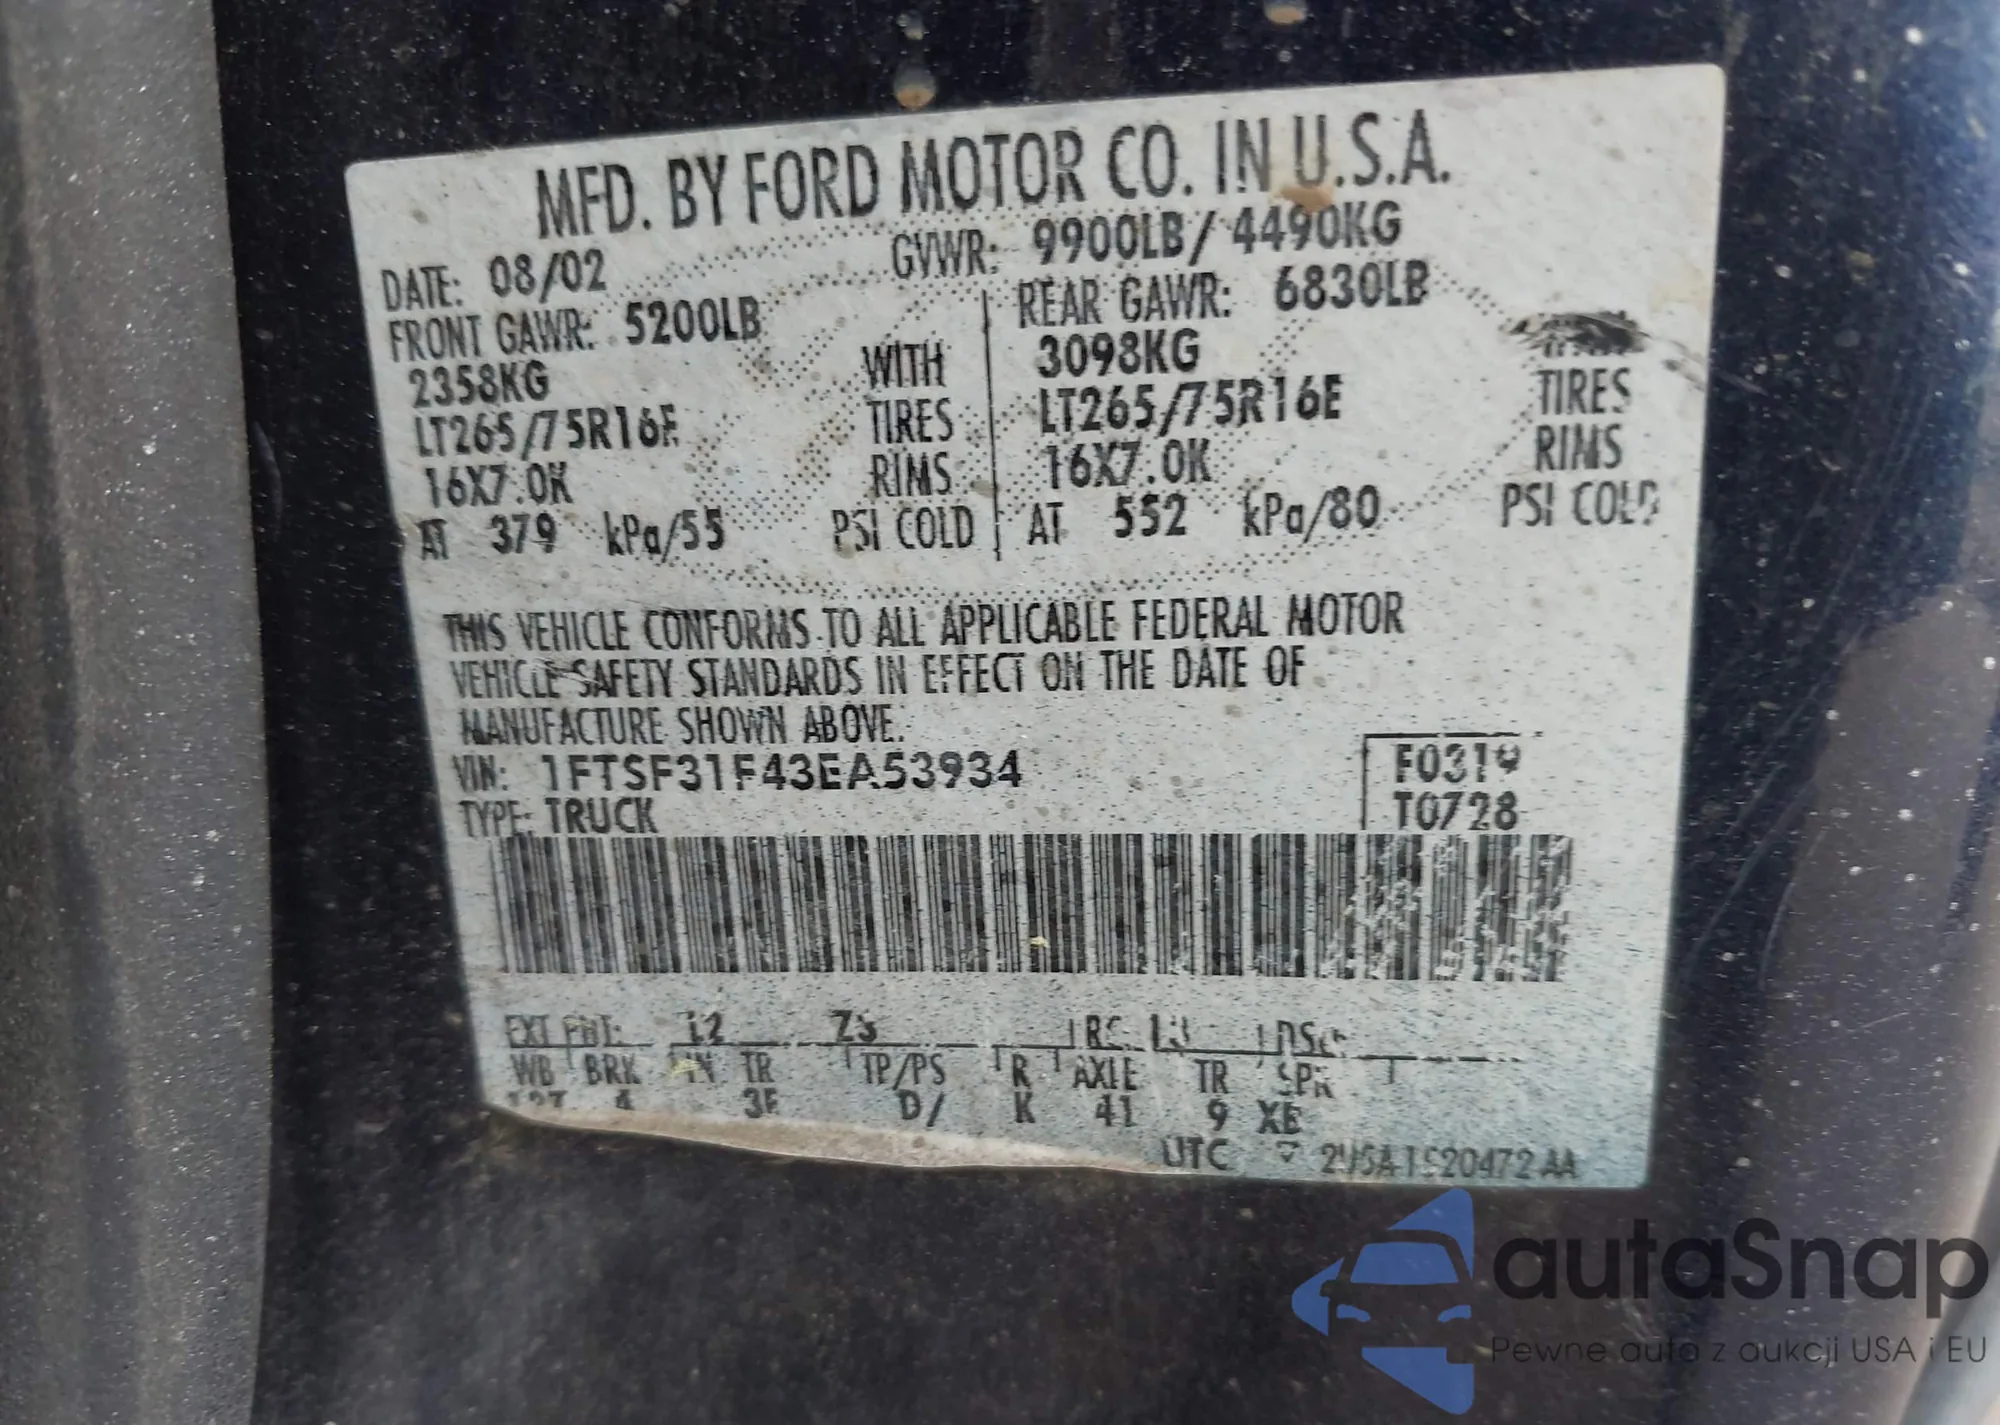 MFD. BY FORD MOTOR CO. IN U.S.A.
DATE: 08/02 GVWR: 9900LB/ 4490KG
FRONT GAWR: 5200LB REAR GAWR: 6830LB
2358KG WITH 3098KG
LT265/75R16E TIRES LT265/75R16E TIRES
16X7.0K RIMS 16X7.0K RIMS
AT 379 kPa/55 PSI COLD AT 552 kPa/80 PSI COLD
THIS VEHICLE CONFORMS TO ALL APPLICABLE FEDERAL MOTOR
VEHICLE SAFETY STANDARDS IN EFFECT ON THE DATE OF
MANUFACTURE SHOWN ABOVE.
VIN: 1FTSF31F43EA53934 F0319
TYPE: TRUCK T0728
EXT PNT: RC: DSO:
WB BRK TR TP/PS R AXLE TR SPR
4 D/ K 41 9 XE
UTC
autaSnap
Pewne auta z aukcji USA i EU